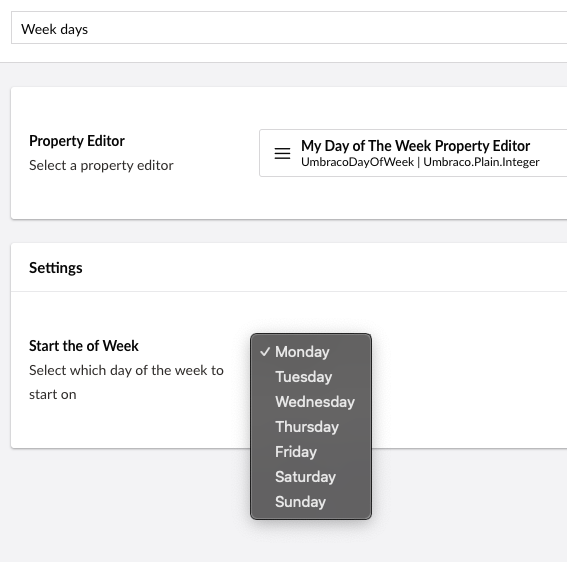 Week days
Property Editor
Select a property editor
My Day of The Week Property Editor
UmbracoDayOfWeek | Umbraco.Plain.Integer
Settings
Start the of Week
Select which day of the week to
start on
✓ Monday
Tuesday
Wednesday
Thursday
Friday
Saturday
Sunday